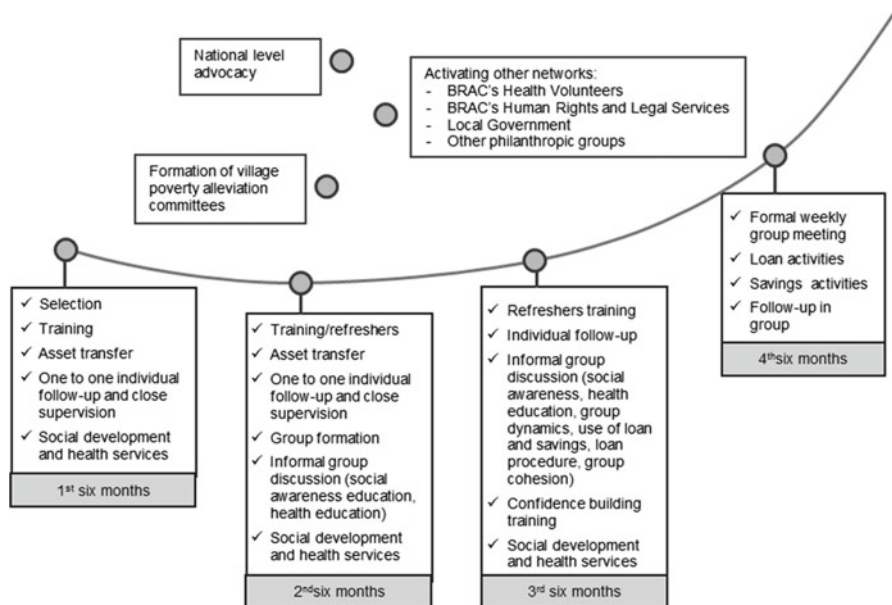 National level
advocacy
Activating other networks:
- BRAC's Health Volunteers
- BRAC's Human Rights and Legal Services
- Local Government
- Other philanthropic groups
Formation of village
poverty alleviation
committees
✓ Selection
✓ Training
✓ Asset transfer
✓ One to one individual
follow-up and close
supervision
✓ Social development
and health services
1st six months
✓ Training/refreshers
✓ Asset transfer
✓ One to one individual
follow-up and close
supervision
✓ Group formation
✓ Informal group
discussion (social
awareness education,
health education)
✓ Social development
and health services
2ndsix months
✓ Refreshers training
✓ Individual follow-up
✓ Informal group
discussion (social
awareness, health
education, group
dynamics, use of loan
and savings, loan
procedure, group
cohesion)
✓ Confidence building
training
✓ Social development
and health services
3rd six months
✓ Formal weekly
group meeting
✓ Loan activities
✓ Savings activities
✓ Follow-up in
group
4thsix months